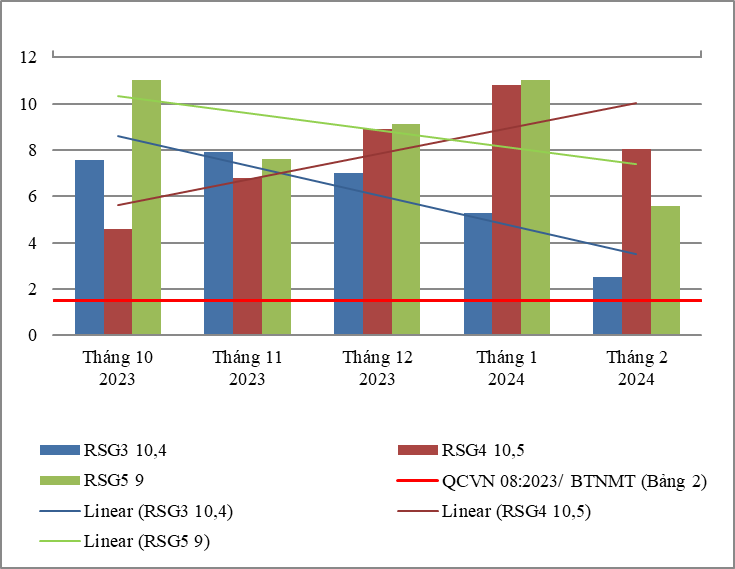 12
10
8
6
4
2
0
Tháng 10
2023
Tháng 11
2023
Tháng 12
2023
Tháng 1
2024
Tháng 2
2024
RSG3 10,4
RSG4 10,5
RSG5 9
QCVN 08:2023/ BTNMT (Bảng 2)
Linear (RSG3 10,4)
Linear (RSG4 10,5)
Linear (RSG5 9)